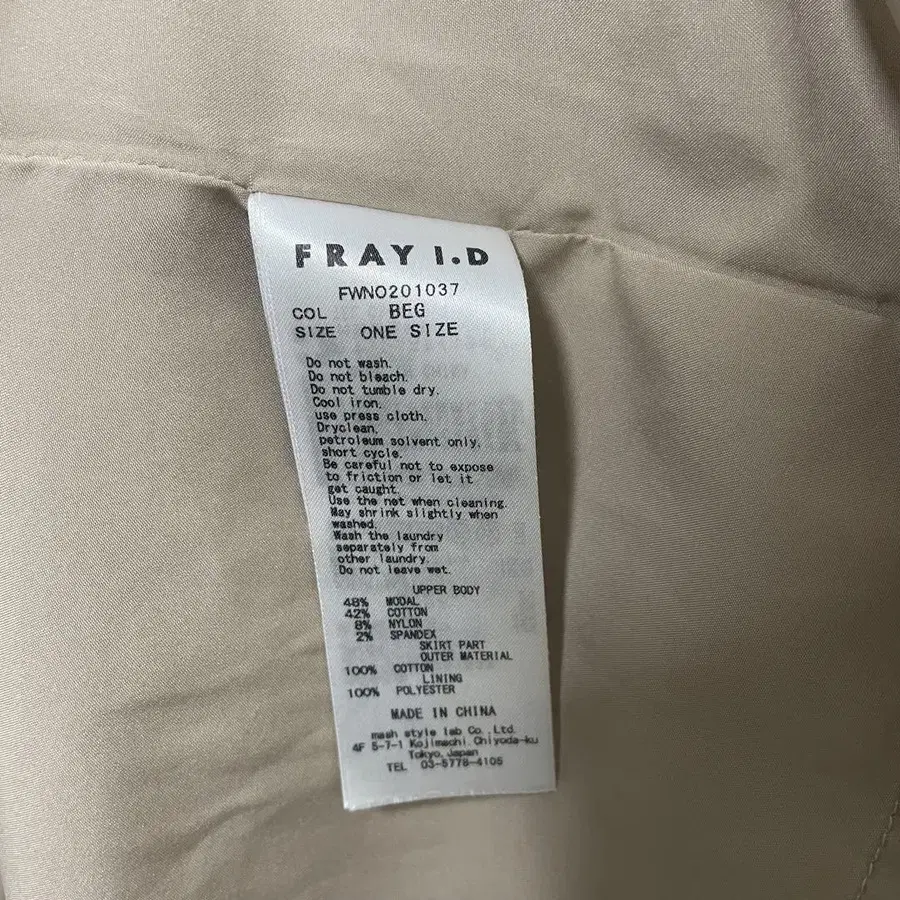 FRAY I.D
FWNO201037
COL BEG
SIZE ONE SIZE
Do not wash.
Do not bleach.
Do not tumble dry.
Cool iron.
use press cloth.
Dryclean.
petroleum solvent only.
short cycle.
Be careful not to expose
to friction or let it
get caught.
Use the net when cleaning.
May shrink slightly when
washed.
Wash the laundry
separately from
other laundry.
Do not leave wet.
UPPER BODY
48% MODAL
42% COTTON
8% NYLON
2% SPANDEX
SKIRT PART
OUTER MATERIAL
100% COTTON
LINING
100% POLYESTER
MADE IN CHINA
mash style lab Co.,Ltd.
4F 5-7-1 Kojimachi Chiyoda-ku
Tokyo,Japan
TEL 03-5778-4105